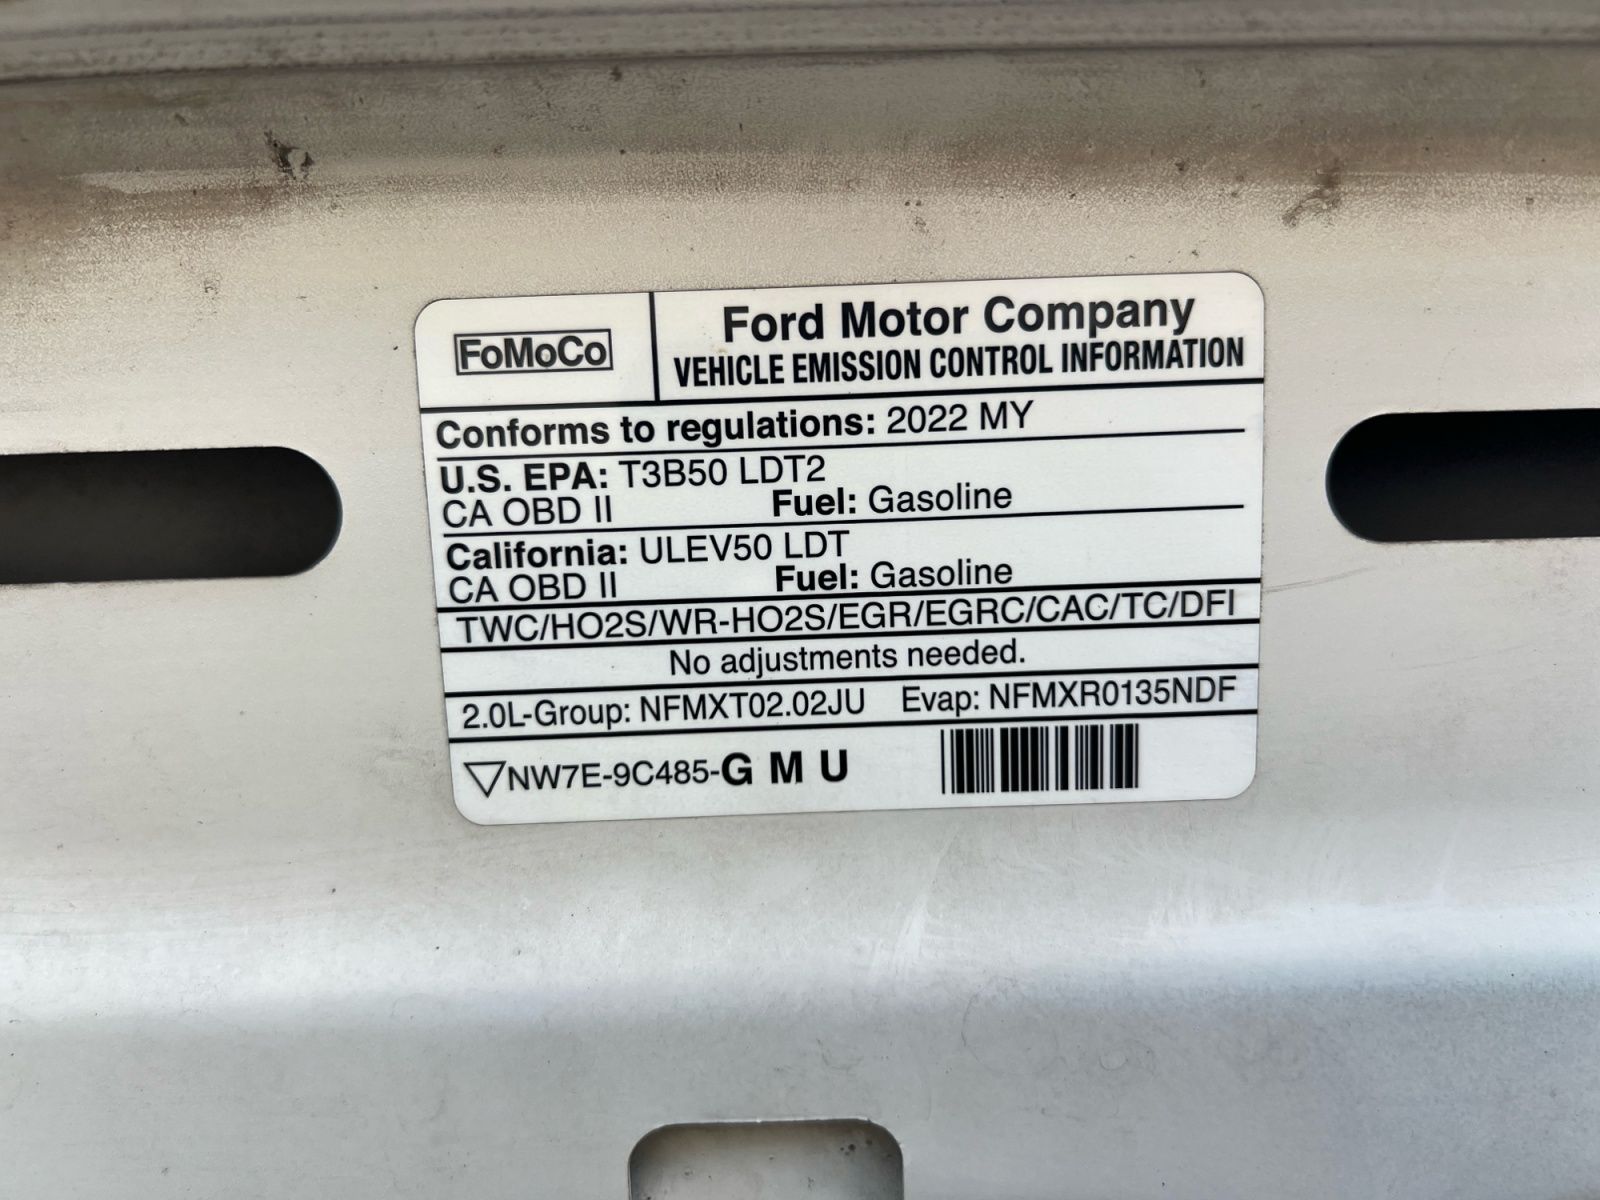 FoMoCo
Ford Motor Company
VEHICLE EMISSION CONTROL INFORMATION
Conforms to regulations: 2022 MY
U.S. EPA: T3B50 LDT2
CA OBD II Fuel: Gasoline
California: ULEV50 LDT
CA OBD II Fuel: Gasoline
TWC/HO2S/WR-HO2S/EGR/EGRC/CAC/TC/DFI
No adjustments needed.
2.0L-Group: NFMXT02.02JU Evap: NFMXR0135NDF
NW7E-9C485-G M U